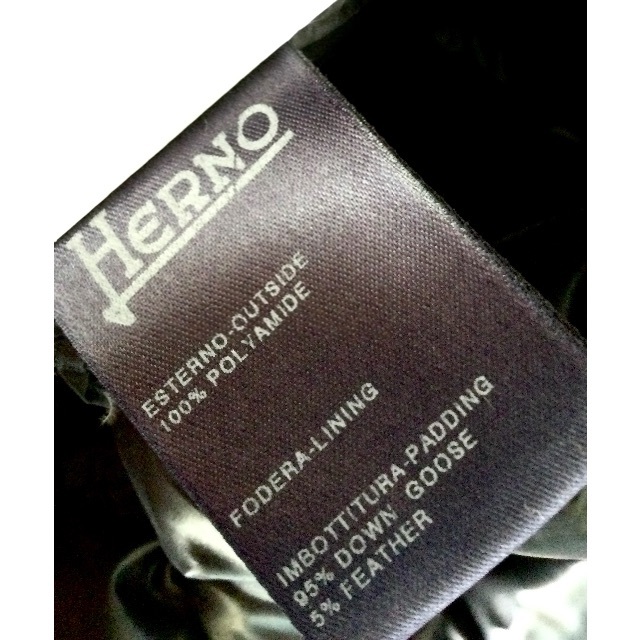 HERNO
ESTERNO-OUTSIDE
100% POLYAMIDE
FODERA-LINING
IMBOTTITURA-PADDING
95% DOWN GOOSE
5% FEATHER